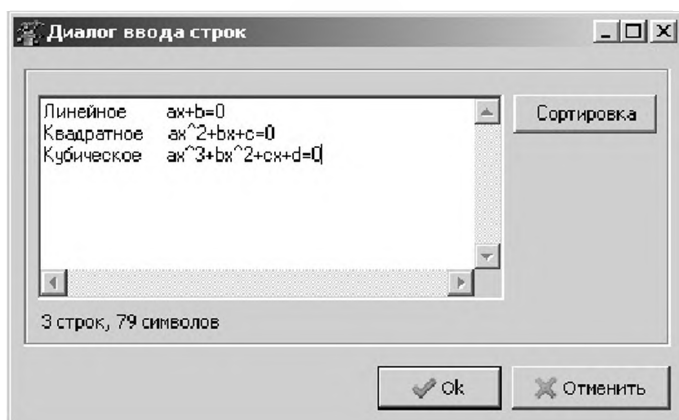 Диалог ввода строк
Линейное ax+b=0
Квадратное ax^2+bx+c=0
Кубическое ax^3+bx^2+cx+d=0
Сортировка
3 строк, 79 символов
Ok
Отменить